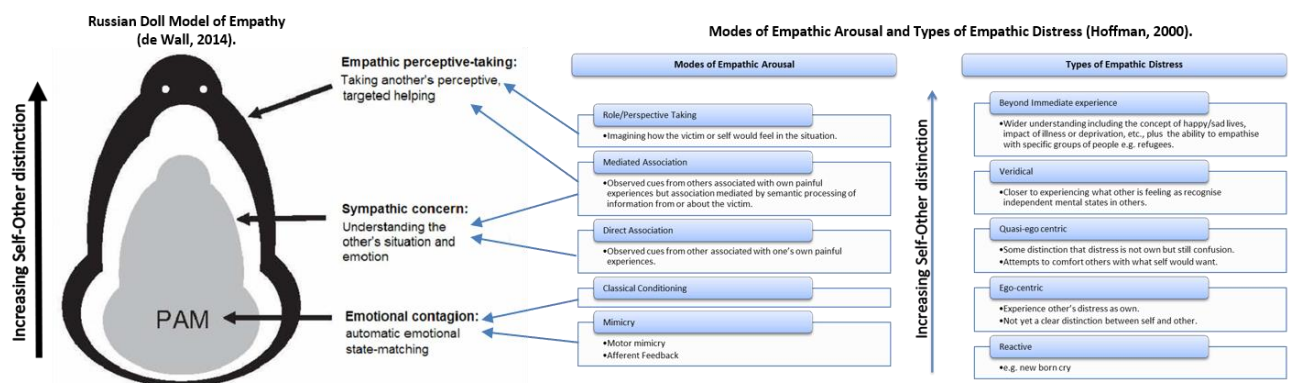 Russian Doll Model of Empathy
(de Wall, 2014).
Increasing Self-Other distinction
PAM
Empathic perceptive-taking:
Taking another's perceptive,
targeted helping
Sympathic concern:
Understanding the
other's situation and
emotion
Emotional contagion:
automatic emotional
state-matching
Modes of Empathic Arousal and Types of Empathic Distress (Hoffman, 2000).
Modes of Empathic Arousal
Role/Perspective Taking
•Imagining how the victim or self would feel in the situation.
Mediated Association
•Observed cues from others associated with own painful
experiences but association mediated by semantic processing of
information from or about the victim.
Direct Association
•Observed cues from other associated with one's own painful
experiences.
Classical Conditioning
Mimicry
•Motor mimicry
•Afferent Feedback
Increasing Self-Other distinction
Types of Empathic Distress
Beyond Immediate experience
•Wider understanding including the concept of happy/sad lives,
impact of illness or deprivation, etc., plus the ability to empathise
with specific groups of people e.g. refugees.
Veridical
•Closer to experiencing what other is feeling as recognise
independent mental states in others.
Quasi-ego centric
•Some distinction that distress is not own but still confusion.
•Attempts to comfort others with what self would want.
Ego-centric
•Experience other's distress as own.
•Not yet a clear distinction between self and other.
Reactive
•e.g. new born cry